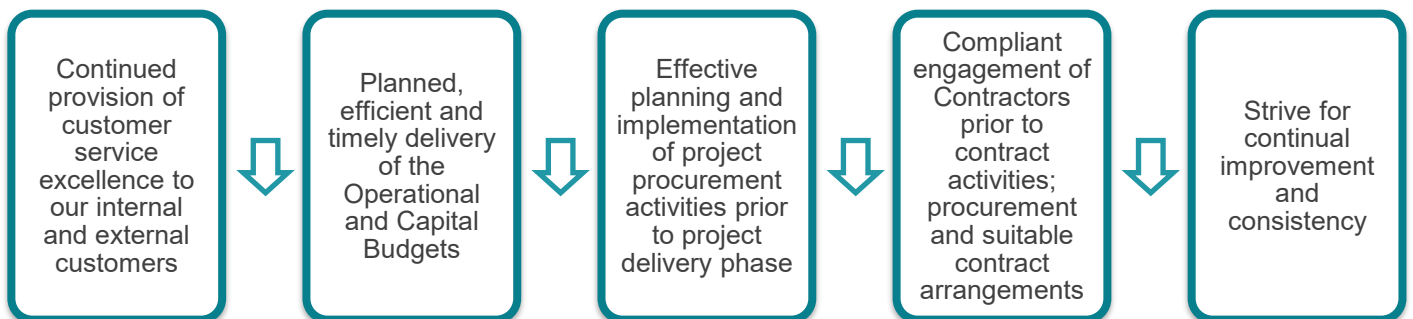 Continued
provision of
customer
service
excellence to
our internal
and external
customers
Planned,
efficient and
timely delivery
of the
Operational
and Capital
Budgets
Effective
planning and
implementation
of project
procurement
activities prior
to project
delivery phase
Compliant
engagement of
Contractors
prior to
contract
activities;
procurement
and suitable
contract
arrangements
Strive for
continual
improvement
and
consistency